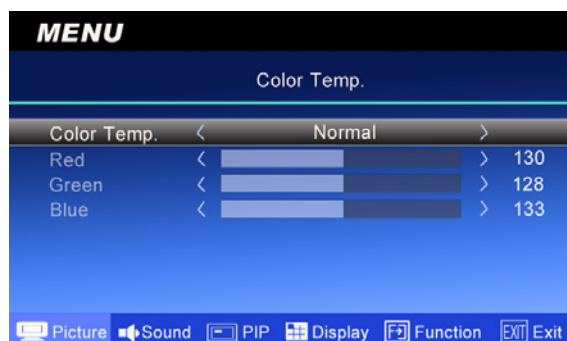 MENU
Color Temp.
Color Temp. < Normal >
Red < > 130
Green < > 128
Blue < > 133
Picture Sound PIP Display Function EXIT Exit